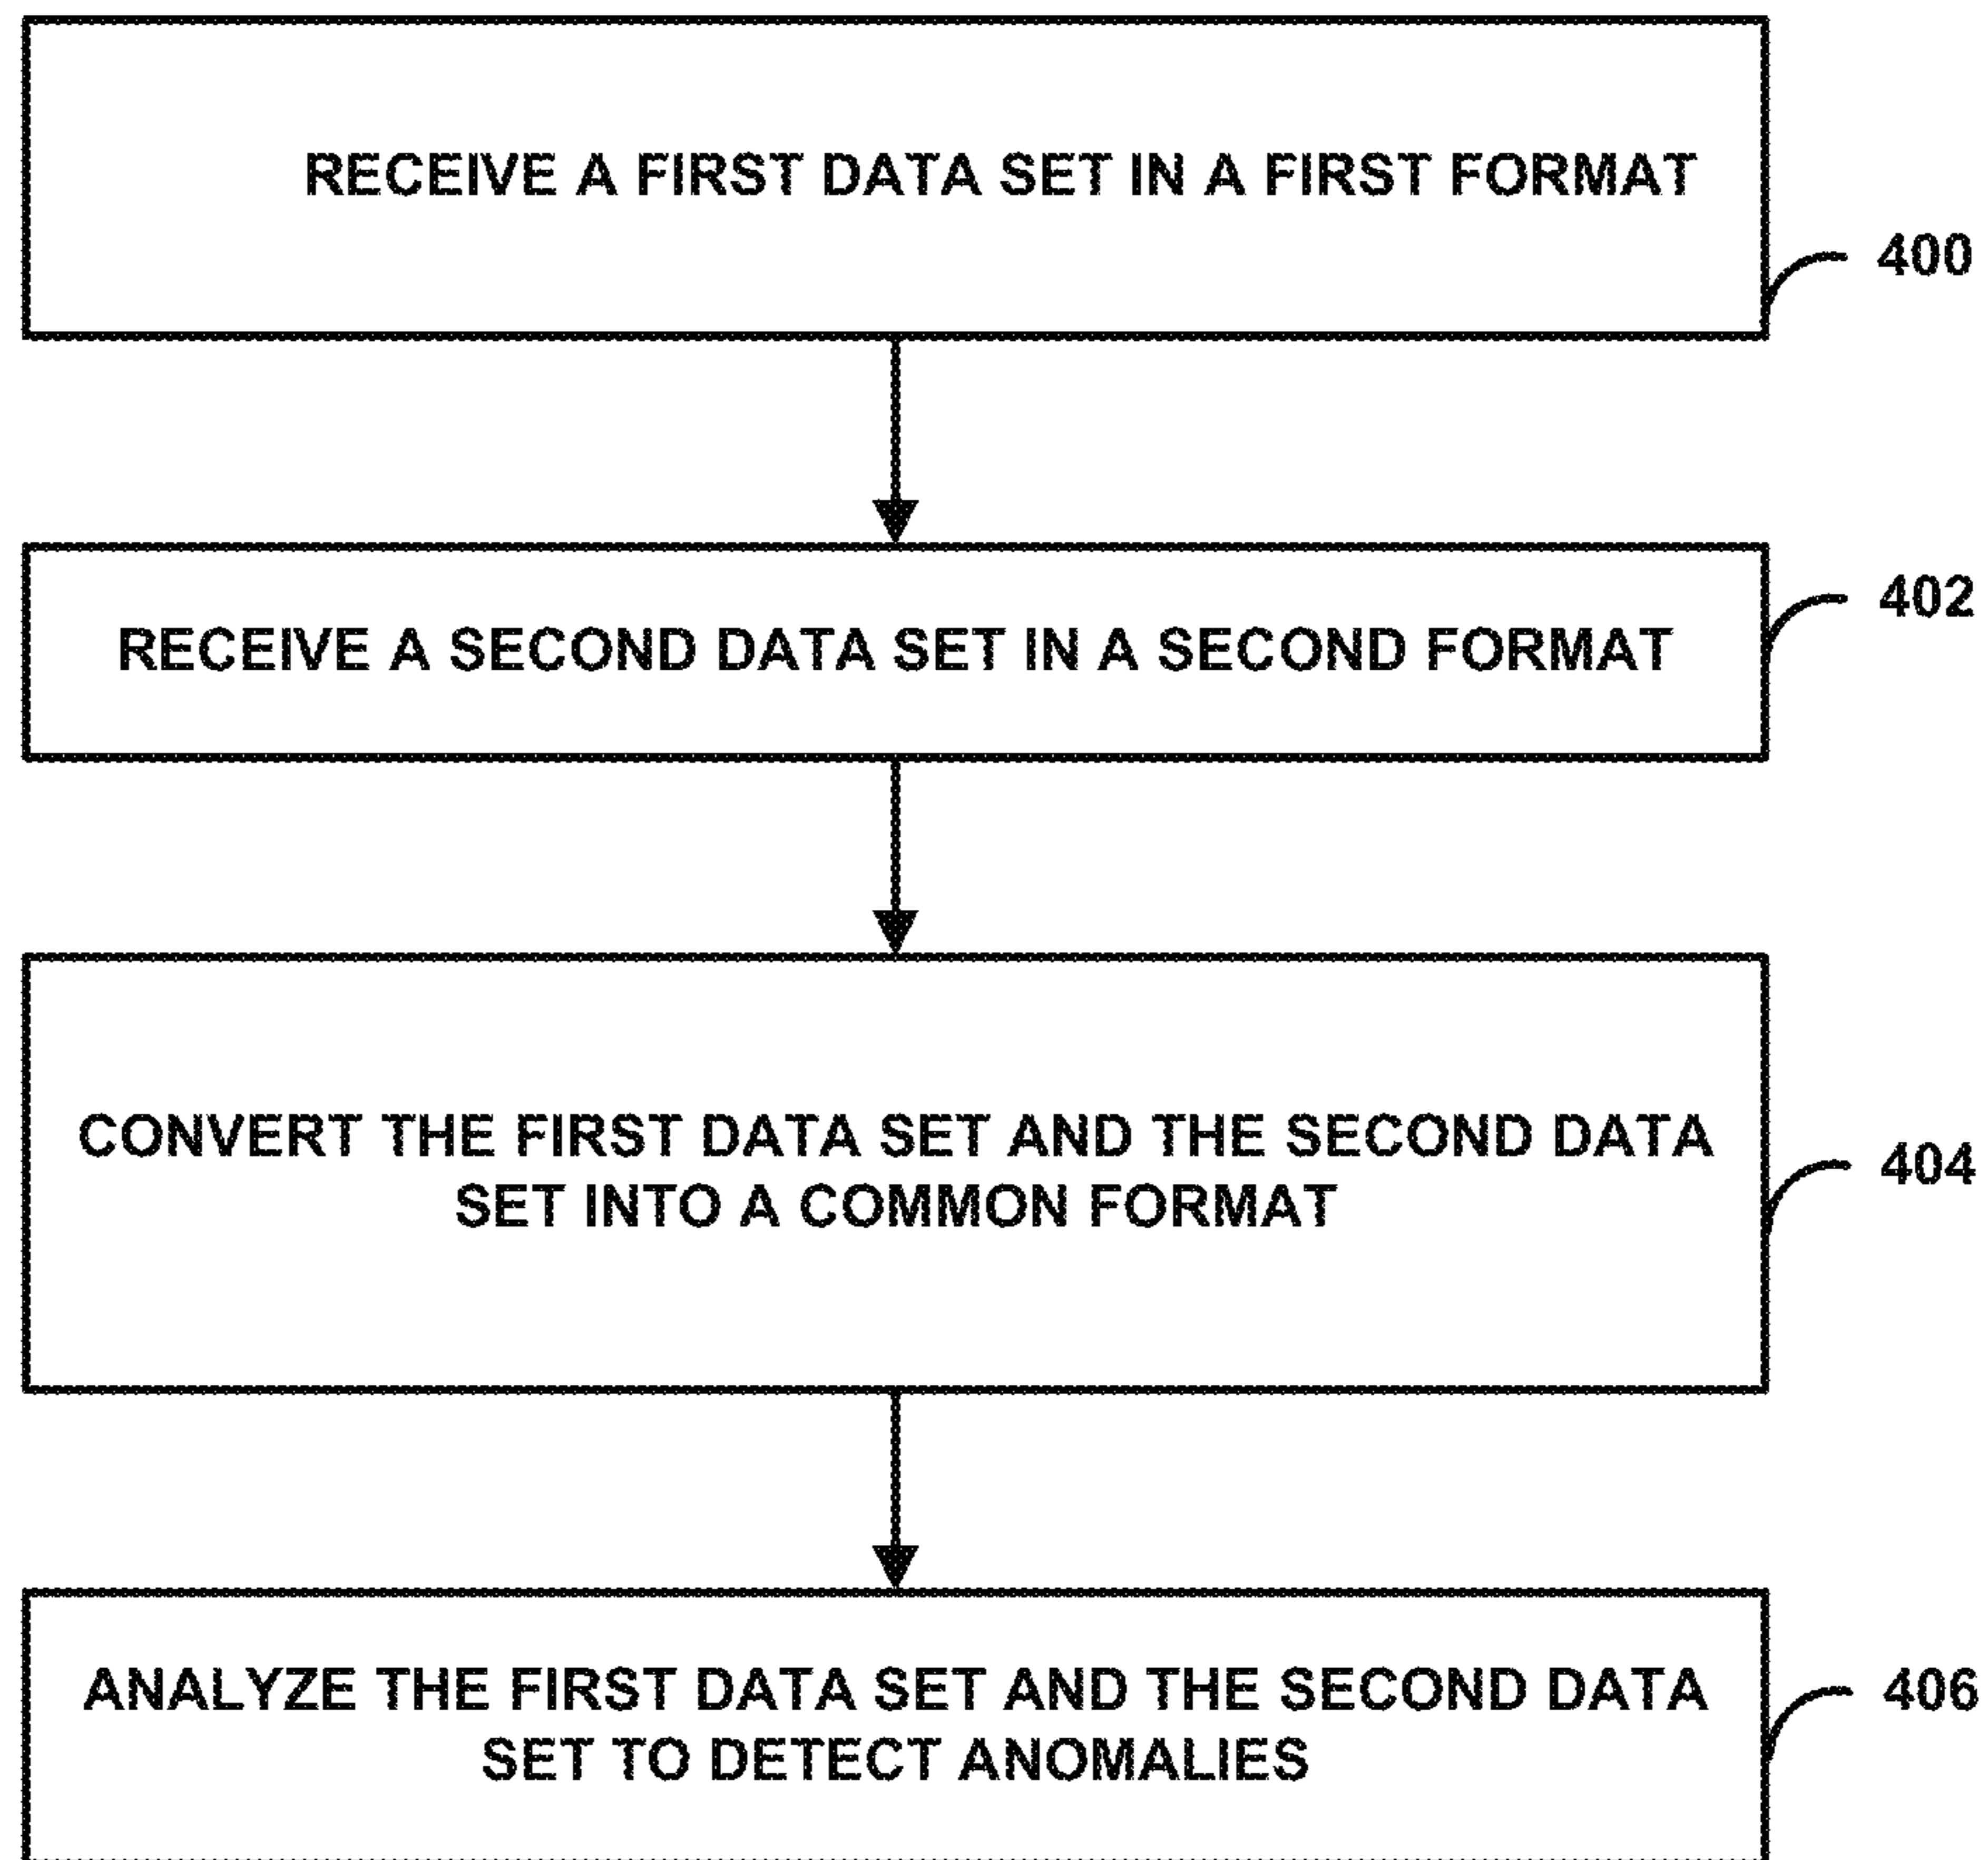 RECEIVE A FIRST DATA SET IN A FIRST FORMAT
400
RECEIVE A SECOND DATA SET IN A SECOND FORMAT
402
CONVERT THE FIRST DATA SET AND THE SECOND DATA
SET INTO A COMMON FORMAT
404
ANALYZE THE FIRST DATA SET AND THE SECOND DATA
SET TO DETECT ANOMALIES
406